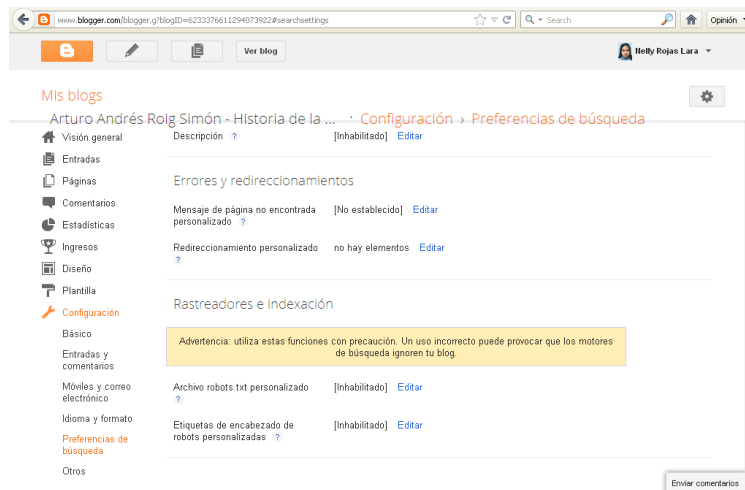 www.blogger.com/blogger.g?blogID=6233376611294073922#searchsettings
Search
Opinión
Ver blog
Nelly Rojas Lara
Mis blogs
Arturo Andrés Roig Simón - Historia de la ... · Configuración › Preferencias de búsqueda
Visión general
Entradas
Páginas
Comentarios
Estadísticas
Ingresos
Diseño
Plantilla
Configuración
Básico
Entradas y
comentarios
Móviles y correo
electrónico
Idioma y formato
Preferencias de
búsqueda
Otros
Descripción ? [Inhabilitado] Editar
Errores y redireccionamientos
Mensaje de página no encontrada [No establecido] Editar
personalizado ?
Redireccionamiento personalizado no hay elementos Editar
?
Rastreadores e indexación
Advertencia: utiliza estas funciones con precaución. Un uso incorrecto puede provocar que los motores
de búsqueda ignoren tu blog.
Archivo robots.txt personalizado [Inhabilitado] Editar
?
Etiquetas de encabezado de [Inhabilitado] Editar
robots personalizadas ?
Enviar comentarios